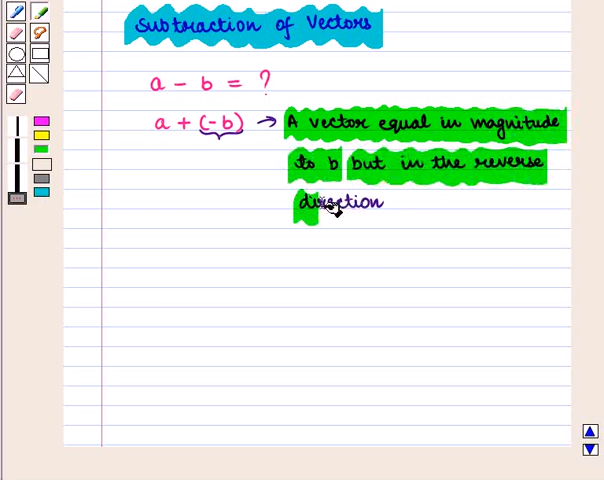 Subtraction of Vectors
a - b = ?
a + (-b) → A vector equal in magnitude
to b but in the reverse
direction